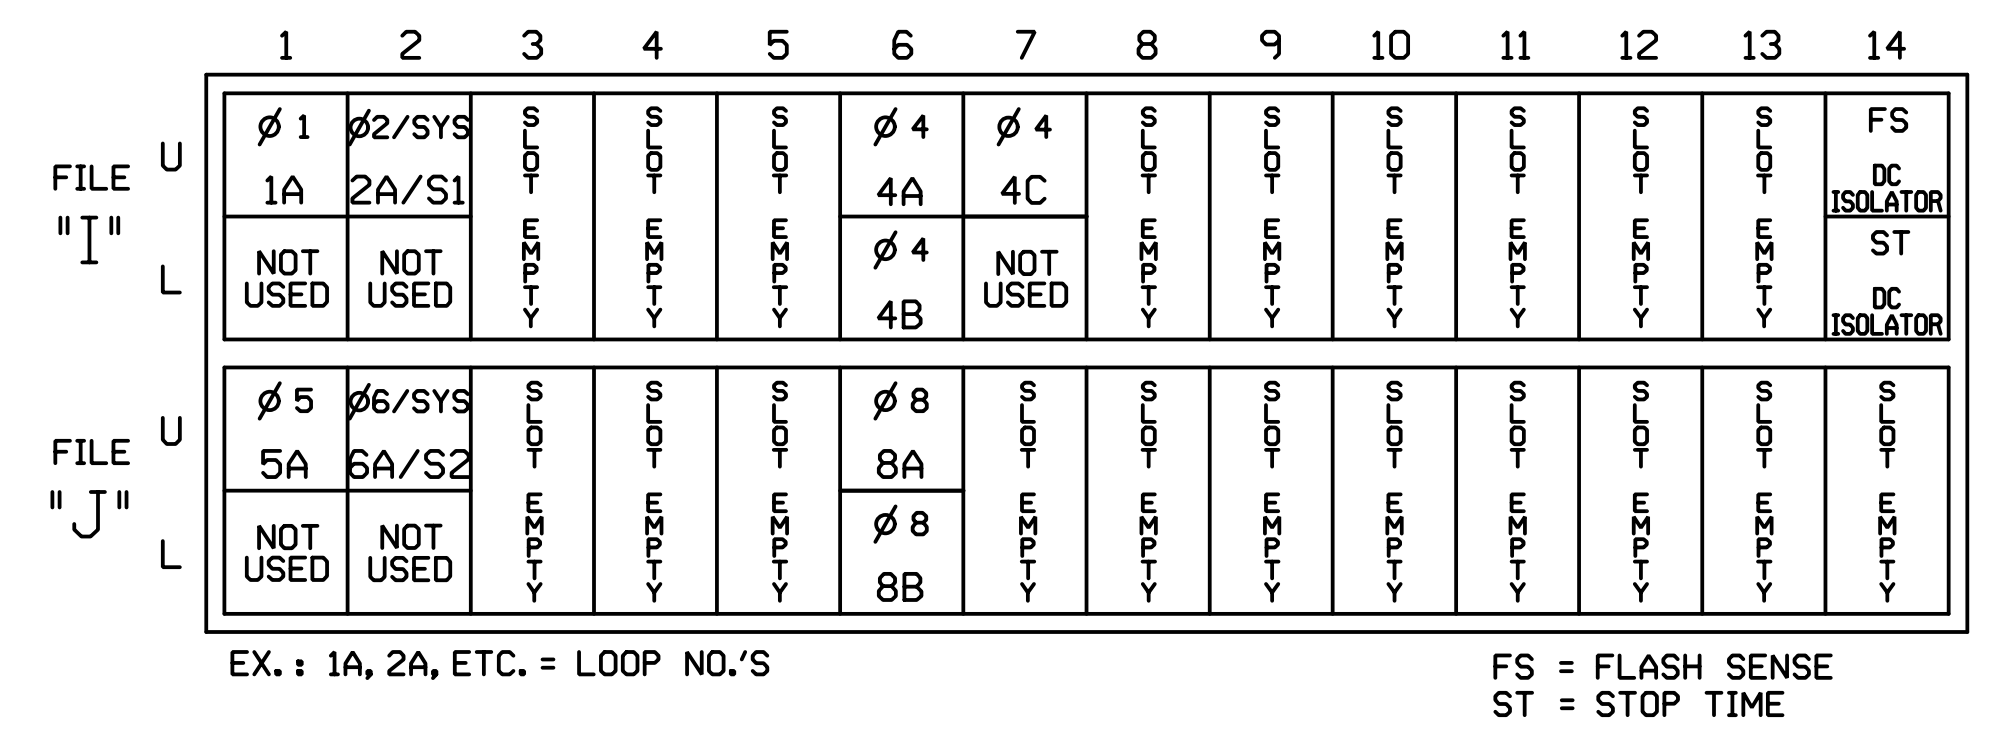 1 2 3 4 5 6 7 8 9 10 11 12 13 14
FILE "I"
U
L
Ø 1
1A
NOT
USED
Ø2/SYS
2A/S1
NOT
USED
SLOT EMPTY
SLOT EMPTY
SLOT EMPTY
Ø 4
4A
Ø 4
4B
Ø 4
4C
NOT
USED
SLOT EMPTY
SLOT EMPTY
SLOT EMPTY
SLOT EMPTY
SLOT EMPTY
SLOT EMPTY
FS
DC
ISOLATOR
ST
DC
ISOLATOR
FILE "J"
U
L
Ø 5
5A
NOT
USED
Ø6/SYS
6A/S2
NOT
USED
SLOT EMPTY
SLOT EMPTY
SLOT EMPTY
Ø 8
8A
Ø 8
8B
SLOT EMPTY
SLOT EMPTY
SLOT EMPTY
SLOT EMPTY
SLOT EMPTY
SLOT EMPTY
SLOT EMPTY
SLOT EMPTY
EX.: 1A, 2A, ETC. = LOOP NO.'S
FS = FLASH SENSE
ST = STOP TIME